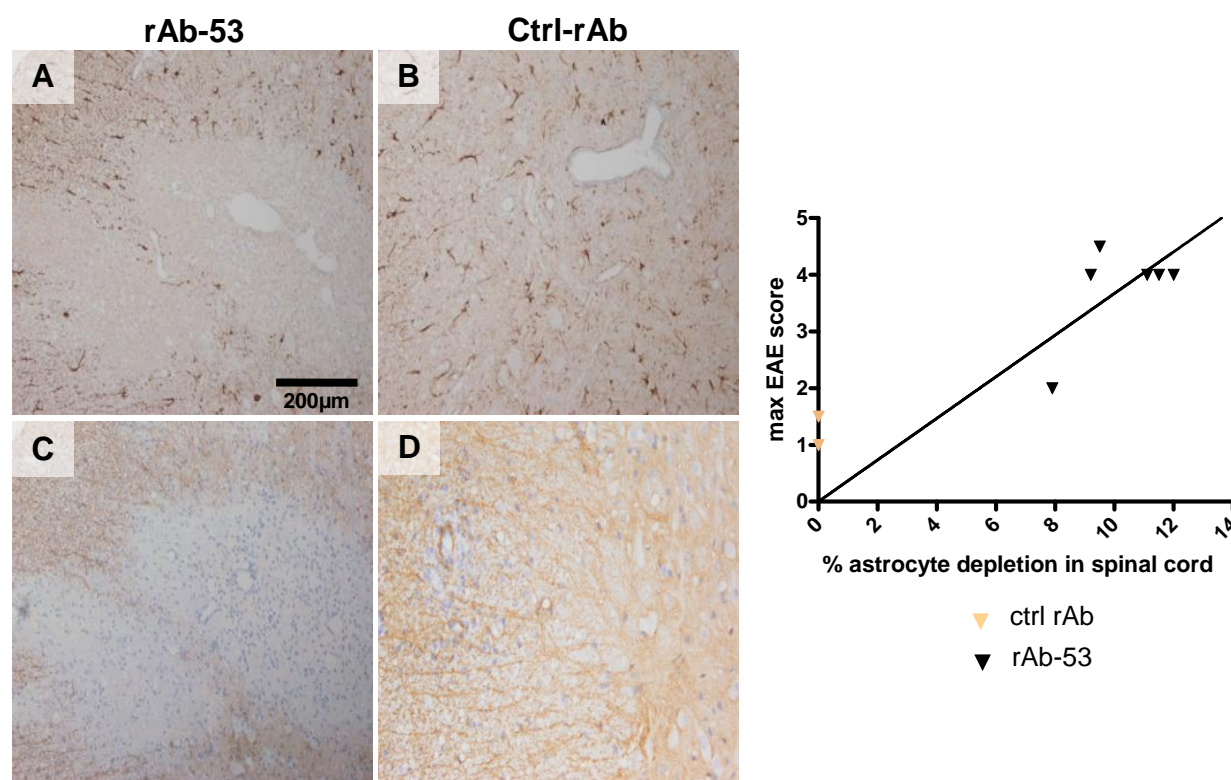 rAb-53 Ctrl-rAb
A B
200µm
C D
max EAE score
5
4
3
2
1
0
0 2 4 6 8 10 12 14
% astrocyte depletion in spinal cord
ctrl rAb
rAb-53